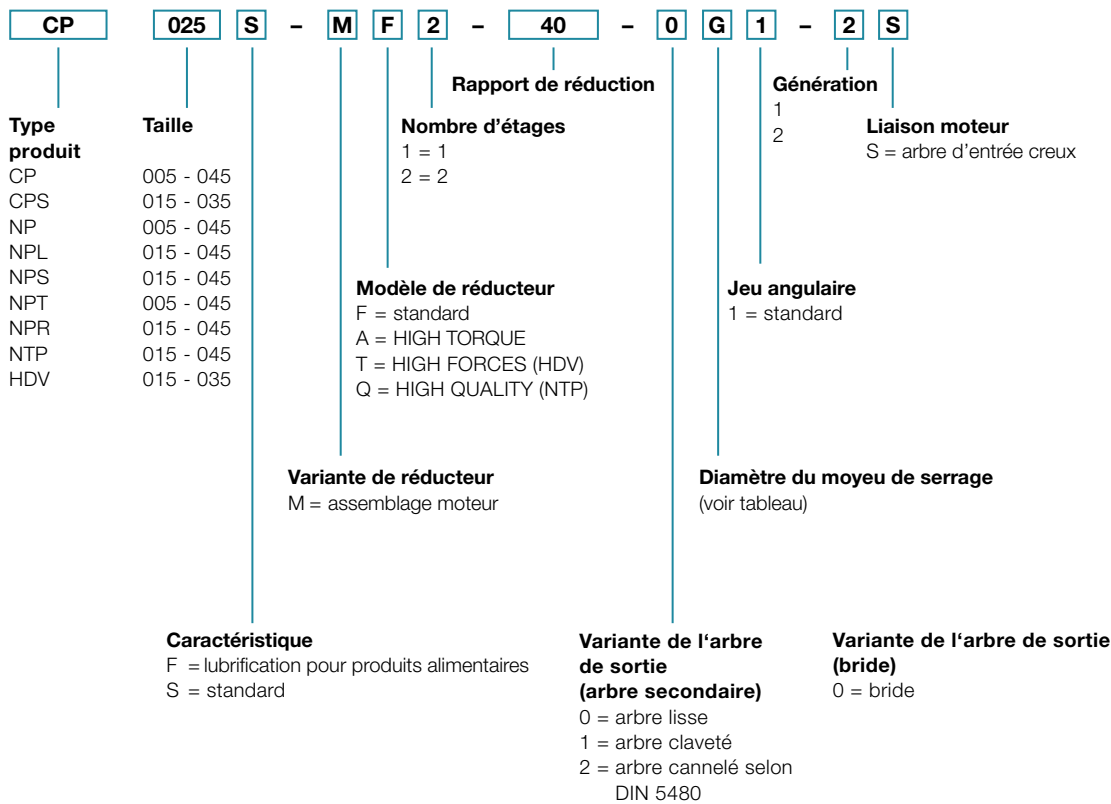 CP 025 S – M F 2 – 40 – 0 G 1 – 2 S
Rapport de réduction
Génération
1
2
Type produit
Taille
CP 005 - 045
CPS 015 - 035
NP 005 - 045
NPL 015 - 045
NPS 015 - 045
NPT 005 - 045
NPR 015 - 045
NTP 015 - 045
HDV 015 - 035
Nombre d'étages
1 = 1
2 = 2
Liaison moteur
S = arbre d'entrée creux
Modèle de réducteur
F = standard
A = HIGH TORQUE
T = HIGH FORCES (HDV)
Q = HIGH QUALITY (NTP)
Jeu angulaire
1 = standard
Variante de réducteur
M = assemblage moteur
Diamètre du moyeu de serrage
(voir tableau)
Caractéristique
F = lubrification pour produits alimentaires
S = standard
Variante de l‘arbre
de sortie
(arbre secondaire)
0 = arbre lisse
1 = arbre claveté
2 = arbre cannelé selon
DIN 5480
Variante de l‘arbre de sortie
(bride)
0 = bride